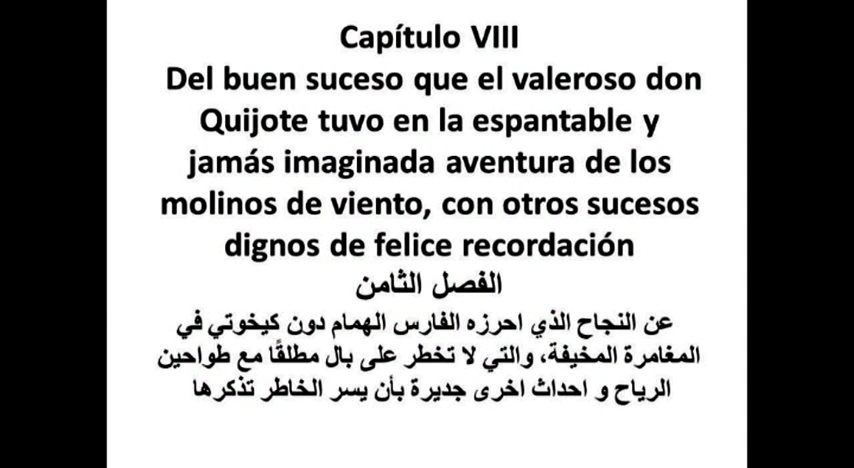 Capítulo VIII
Del buen suceso que el valeroso don
Quijote tuvo en la espantable y
jamás imaginada aventura de los
molinos de viento, con otros sucesos
dignos de felice recordación
الفصل الثامن
عن النجاح الذي احرزه الفارس الهمام دون كيخوتي في
المغامرة المخيفة، والتي لا تخطر على بال مطلقًا مع طواحين
الرياح و احداث اخرى جديرة بأن يسر الخاطر تذكرها